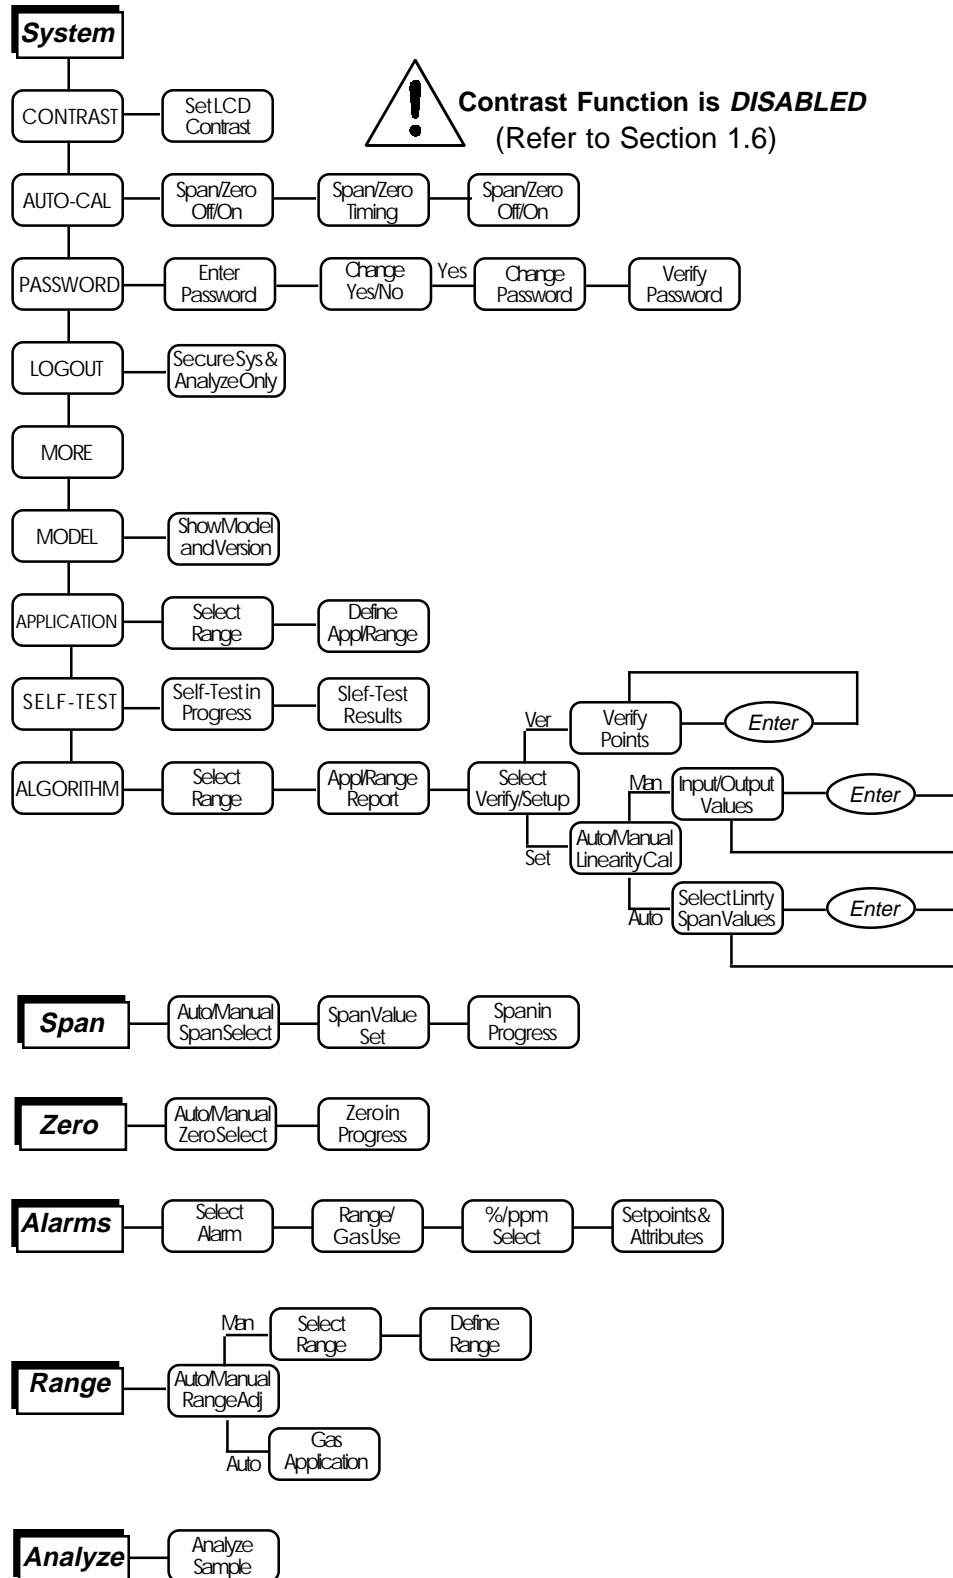 System
CONTRAST
Set LCD
Contrast
Contrast Function is DISABLED
(Refer to Section 1.6)
AUTO-CAL
Span/Zero
Off/On
Span/Zero
Timing
Span/Zero
Off/On
PASSWORD
Enter
Password
Change
Yes/No
Yes
Change
Password
Verify
Password
LOGOUT
Secure Sys &
Analyze Only
MORE
MODEL
Show Model
and Version
APPLICATION
Select
Range
Define
Appl/Range
SELF-TEST
Self-Test in
Progress
Slef-Test
Results
ALGORITHM
Select
Range
Appl/Range
Report
Select
Verify/Setup
Ver
Verify
Points
Enter
Set
Auto/Manual
Linearity Cal
Man
Input/Output
Values
Enter
Auto
Select Linrty
Span Values
Enter
Span
Auto/Manual
Span Select
Span Value
Set
Span in
Progress
Zero
Auto/Manual
Zero Select
Zero in
Progress
Alarms
Select
Alarm
Range/
Gas Use
%/ppm
Select
Setpoints &
Attributes
Range
Auto/Manual
Range Adj
Man
Select
Range
Define
Range
Auto
Gas
Application
Analyze
Analyze
Sample